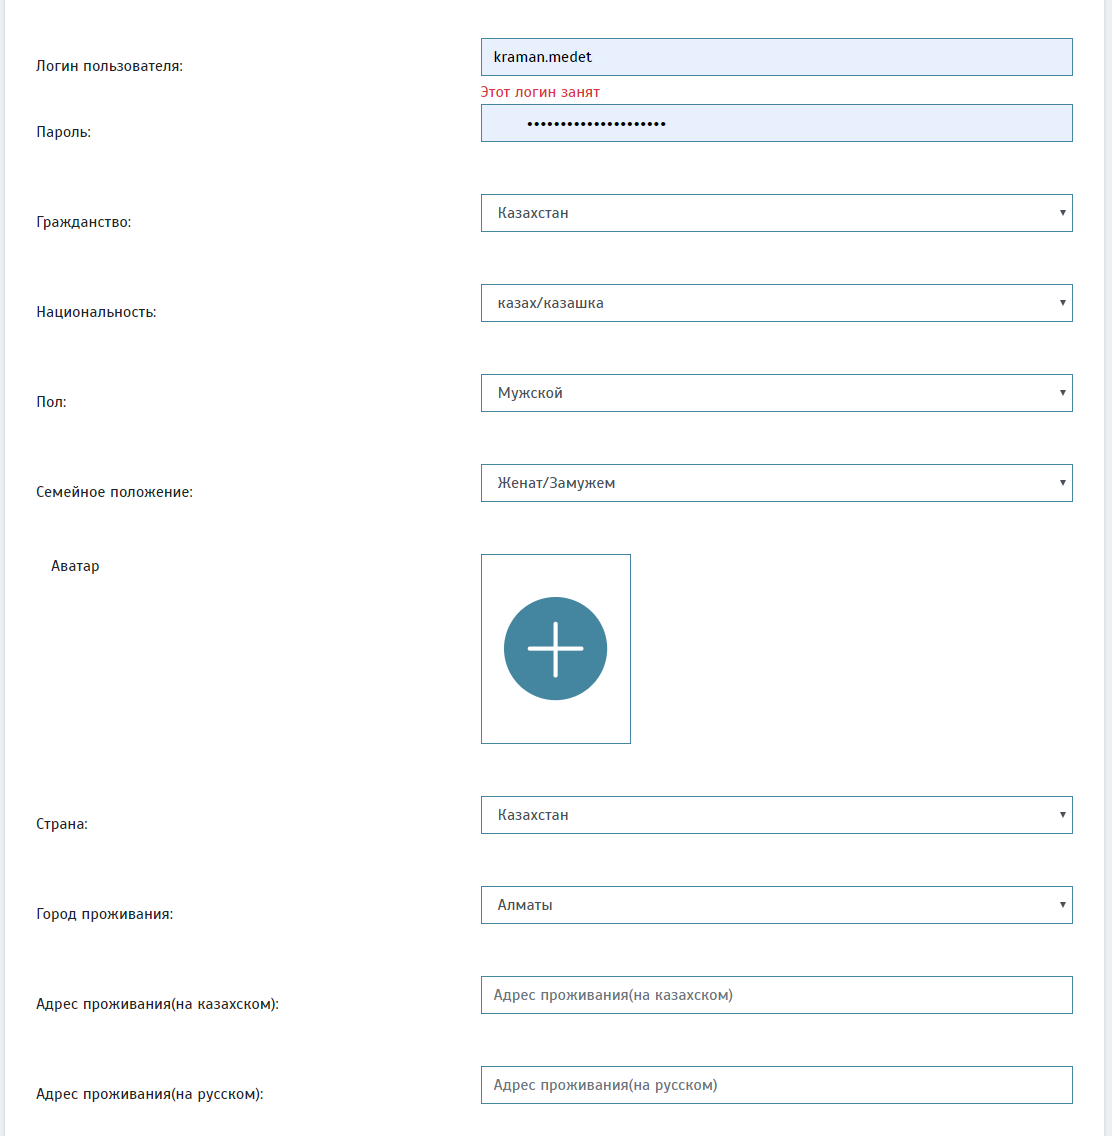 Логин пользователя:
kraman.medet
Этот логин занят
Пароль:
•••••••••••••••••••••
Гражданство:
Казахстан
Национальность:
казах/казашка
Пол:
Мужской
Семейное положение:
Женат/Замужем
Аватар
Страна:
Казахстан
Город проживания:
Алматы
Адрес проживания(на казахском):
Адрес проживания(на казахском)
Адрес проживания(на русском):
Адрес проживания(на русском)